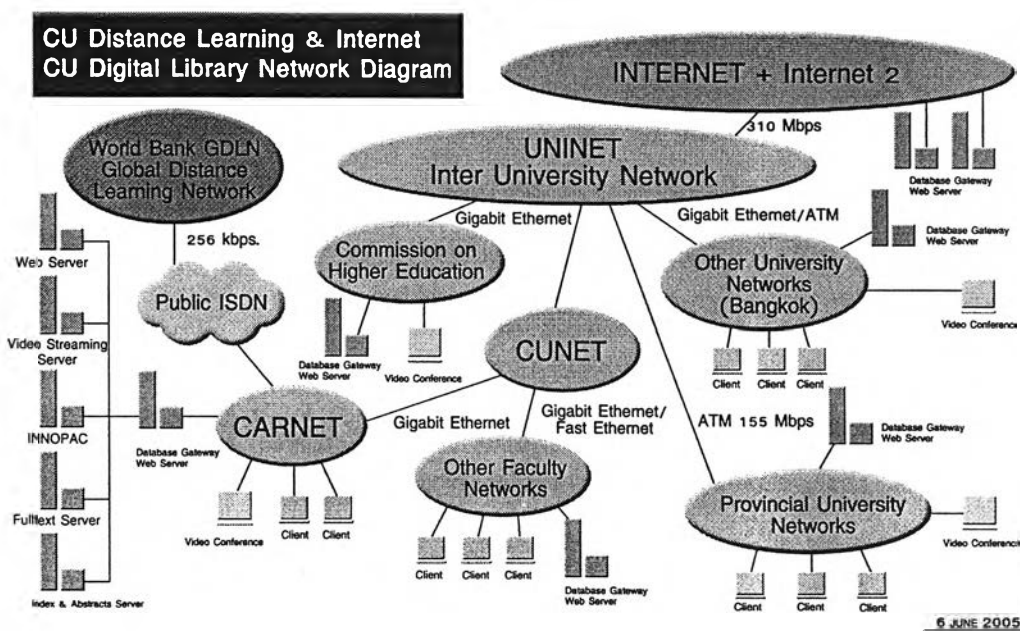 CU Distance Learning & Internet
CU Digital Library Network Diagram
INTERNET + Internet 2
310 Mbps
Database Gateway
Web Server
UNINET
Inter University Network
World Bank GDLN
Global Distance
Learning Network
256 kbps.
Public ISDN
Gigabit Ethernet
Commission on
Higher Education
Database Gateway
Web Server
Video Conference
Gigabit Ethernet/ATM
Database Gateway
Web Server
Other University
Networks
(Bangkok)
Video Conference
Client
Client
Client
Web Server
Video Streaming
Server
INNOPAC
Fulltext Server
Index & Abstracts Server
Database Gateway
Web Server
CARNET
Video Conference
Client
Client
CUNET
Gigabit Ethernet
Gigabit Ethernet/
Fast Ethernet
Other Faculty
Networks
Client
Client
Client
Database Gateway
Web Server
ATM 155 Mbps
Database Gateway
Web Server
Provincial University
Networks
Video Conference
Client
Client
Client
6 JUNE 2005